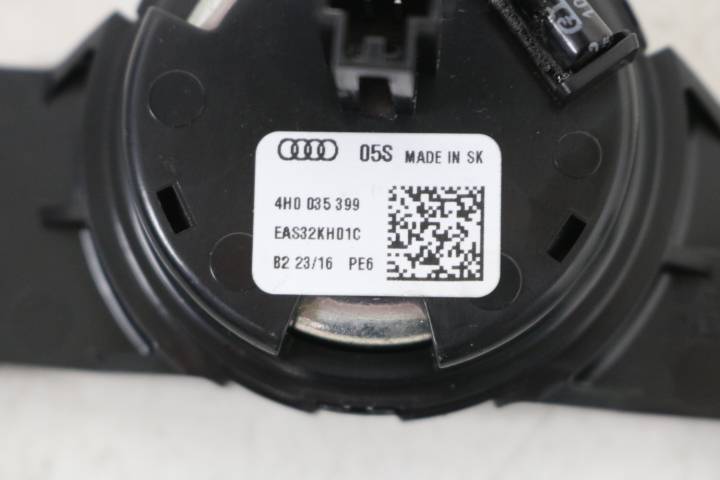 05S MADE IN SK
4H0 035 399
EAS32KH01C
B2 23/16 PE6